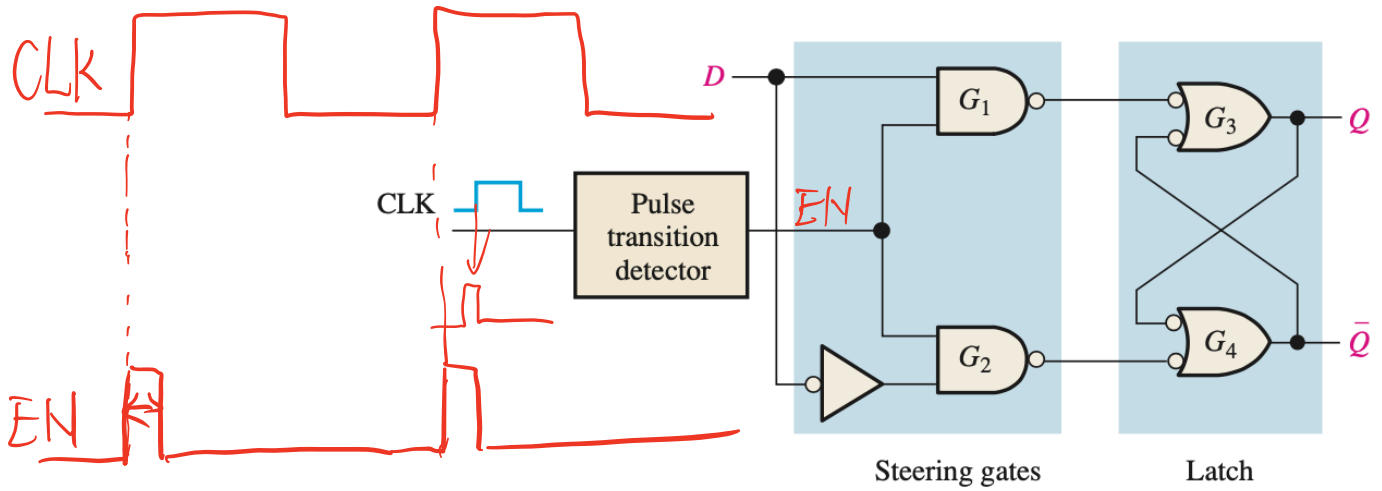 CLK
D
G₁
G₃
Q
CLK
Pulse
transition
detector
EN
G₂
G₄
Q̄
EN
Steering gates
Latch